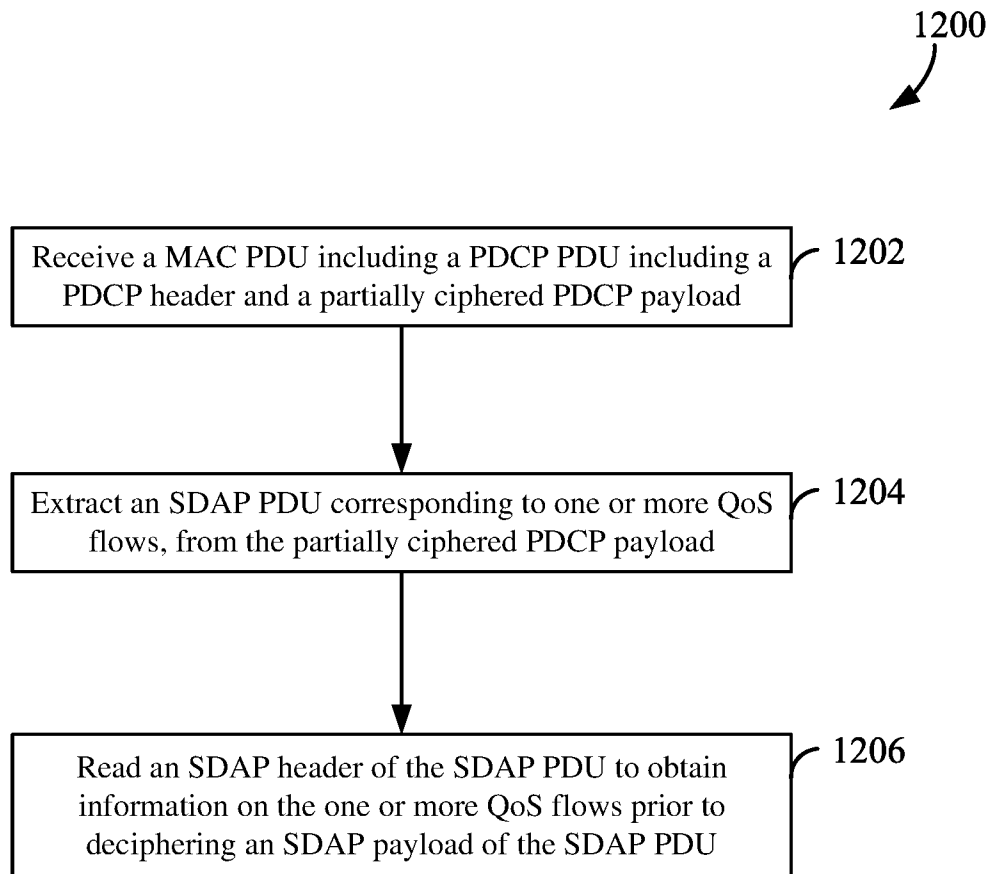 1200
Receive a MAC PDU including a PDCP PDU including a
PDCP header and a partially ciphered PDCP payload
1202
Extract an SDAP PDU corresponding to one or more QoS
flows, from the partially ciphered PDCP payload
1204
Read an SDAP header of the SDAP PDU to obtain
information on the one or more QoS flows prior to
deciphering an SDAP payload of the SDAP PDU
1206